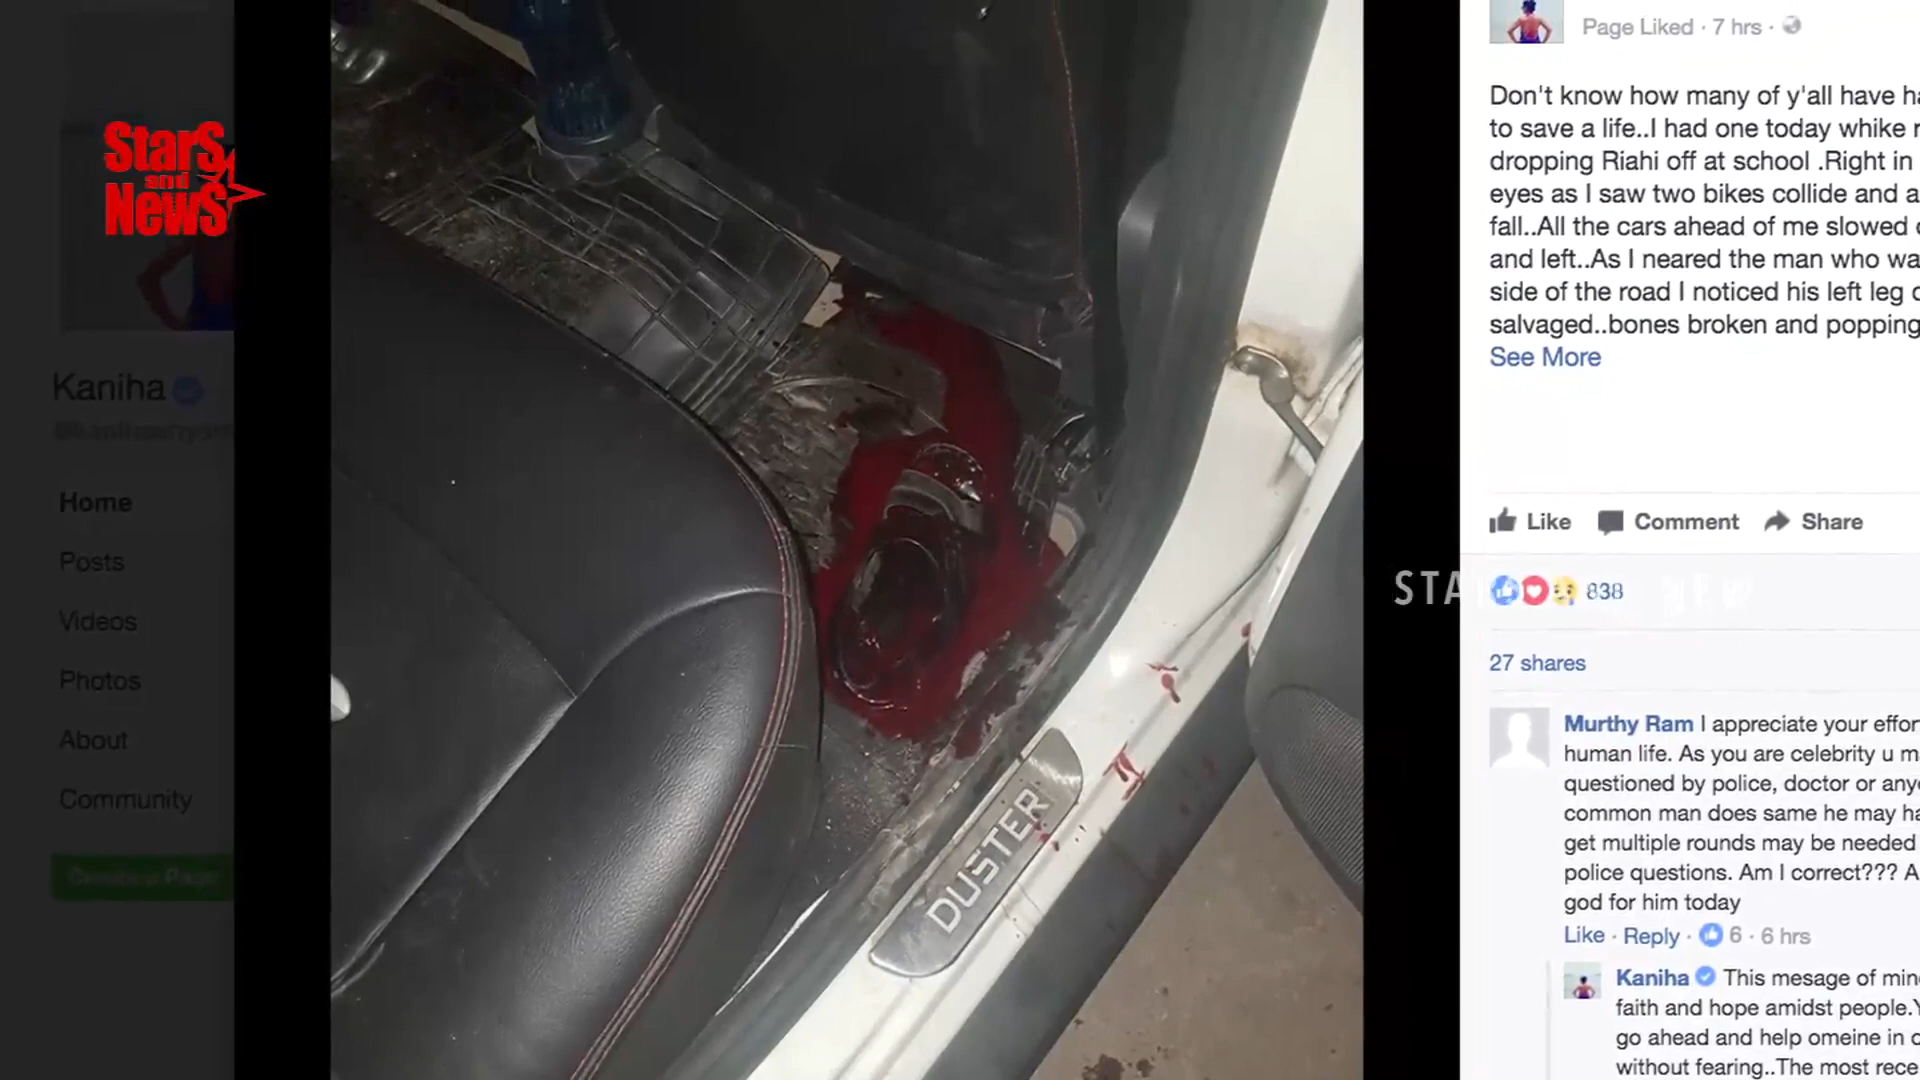 StarS
and
NewS
Kaniha
Home
Posts
Videos
Photos
About
Community
Create a Page
DUSTER
Page Liked · 7 hrs ·
Don't know how many of y'all have ha
to save a life..I had one today whike r
dropping Riahi off at school .Right in
eyes as I saw two bikes collide and a
fall..All the cars ahead of me slowed
and left..As I neared the man who wa
side of the road I noticed his left leg
salvaged..bones broken and popping
See More
Like Comment Share
838
27 shares
Murthy Ram I appreciate your effor
human life. As you are celebrity u m
questioned by police, doctor or anyo
common man does same he may ha
get multiple rounds may be needed
police questions. Am I correct??? A
god for him today
Like · Reply · 6 · 6 hrs
Kaniha This mesage of mine
faith and hope amidst people.Y
go ahead and help omeine in
without fearing..The most rece